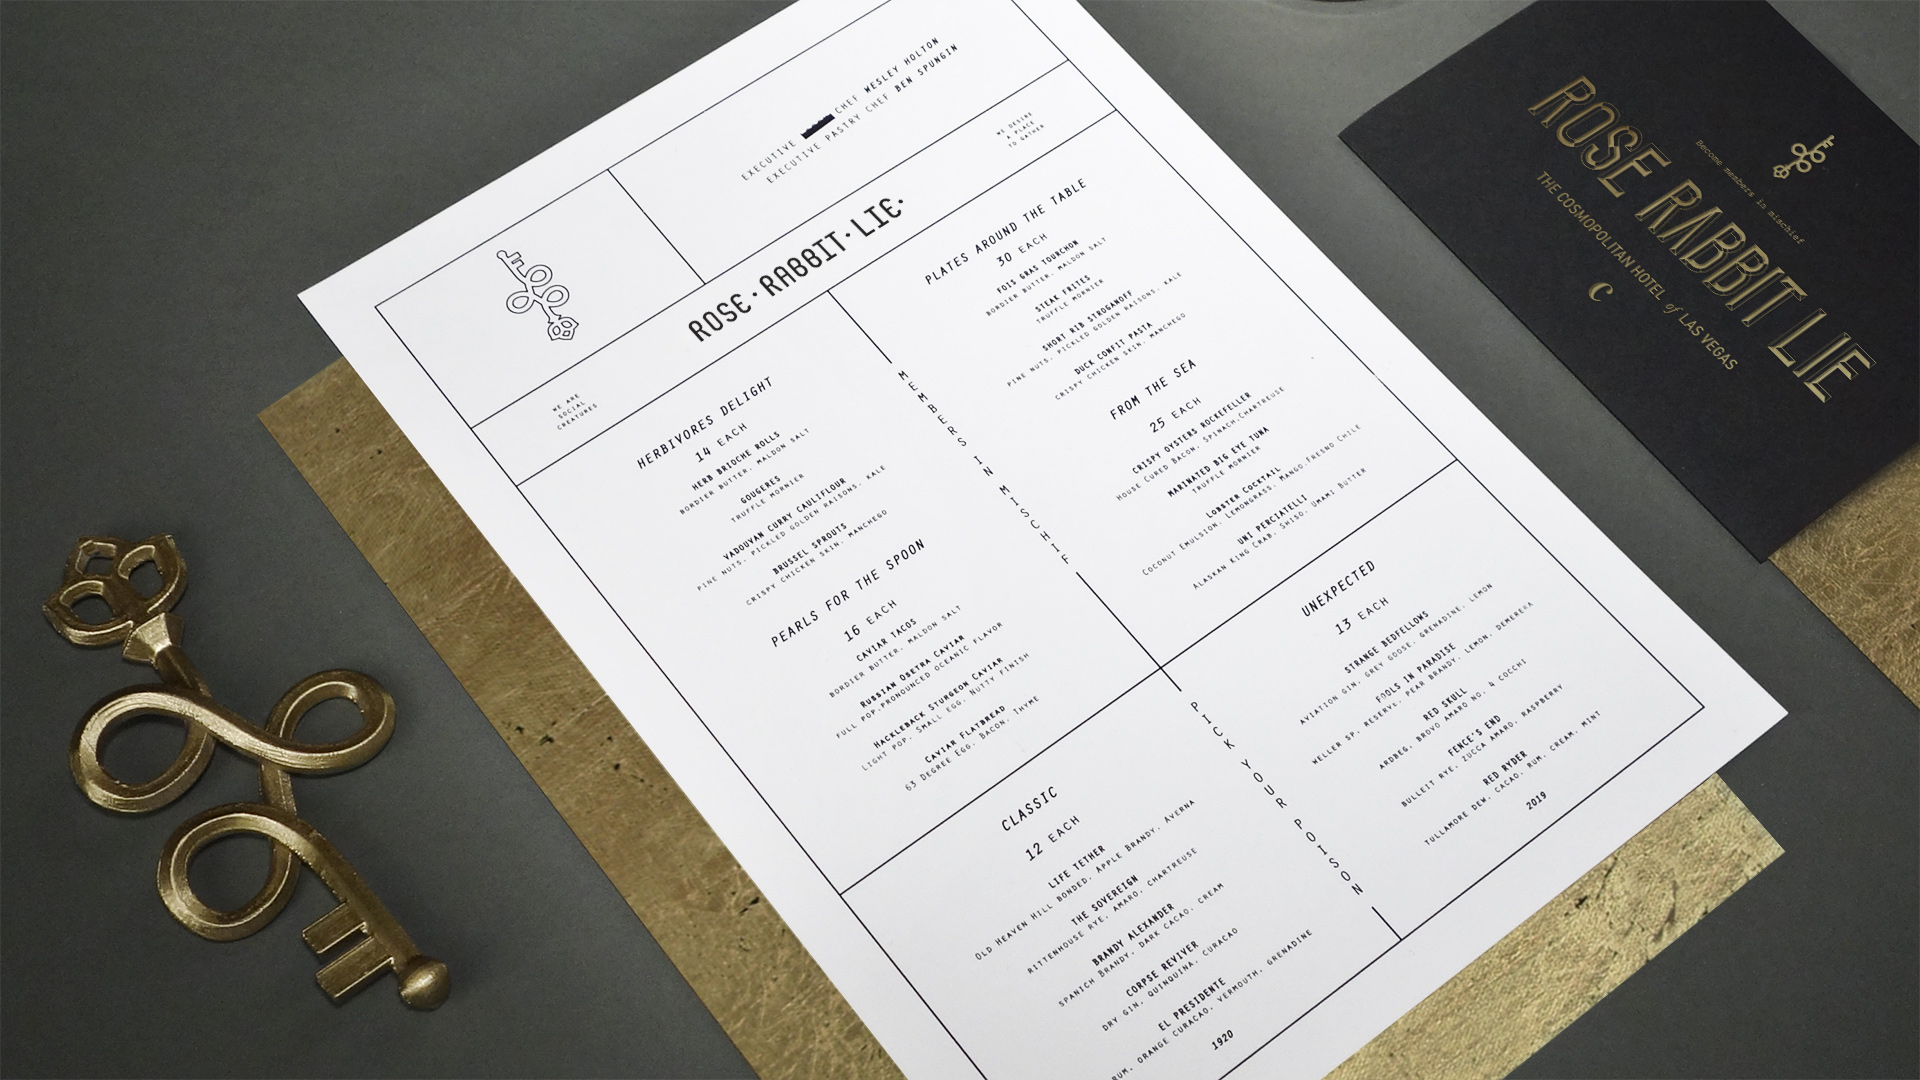 EXECUTIVE CHEF WESLEY HOLTON
EXECUTIVE PASTRY CHEF BEN SPUNGIN
WE DESIRE
A PLACE
TO GATHER
ROSE·RABBIT·LIE·
WE ARE
SOCIAL
CREATURES
HERBIVORES DELIGHT
14 EACH
HERB BRIOCHE ROLLS
BORDIER BUTTER, MALDON SALT
GOUGERES
TRUFFLE MORNIER
VADOUVAN CURRY CAULIFLOUR
PINE NUTS, PICKLED GOLDEN RAISONS, KALE
BRUSSEL SPROUTS
CRISPY CHICKEN SKIN, MANCHEGO
PEARLS FOR THE SPOON
16 EACH
CAVIAR TACOS
BORDIER BUTTER, MALDON SALT
RUSSIAN OSETRA CAVIAR
FULL POP, PRONOUNCED OCEANIC FLAVOR
HACKLEBACK STURGEON CAVIAR
LIGHT POP, SMALL EGG, NUTTY FINISH
CAVIAR FLATBREAD
63 DEGREE EGG, BACON, THYME
MEMBERS IN MISCHIF
PLATES AROUND THE TABLE
30 EACH
FOIS GRAS TOURCHON
BORDIER BUTTER, MALDON SALT
STEAK FRITES
TRUFFLE MORNIER
SHORT RIB STROGANOFF
PINE NUTS, PICKLED GOLDEN RAISONS, KALE
DUCK CONFIT PASTA
CRISPY CHICKEN SKIN, MANCHEGO
FROM THE SEA
25 EACH
CRISPY OYSTERS ROCKEFELLER
HOUSE CURED BACON, SPINACH, CHARTREUSE
MARINATED BIG EYE TUNA
TRUFFLE MORNIER
LOBSTER COCKTAIL
COCONUT EMULSION, LEMONGRASS, MANGO, FRESNO CHILE
UNI PERCIATELLI
ALASKAN KING CRAB, SHISO, UMAMI BUTTER
CLASSIC
12 EACH
LIFE TETHER
OLD HEAVEN HILL BONDED, APPLE BRANDY, AVERNA
THE SOVEREIGN
RITTENHOUSE RYE, AMARO, CHARTREUSE
BRANDY ALEXANDER
SPANICH BRANDY, DARK CACAO, CREAM
CORPSE REVIVER
DRY GIN, QUINQUINA, CURACAO
EL PRESIDENTE
RUM, ORANGE CURACAO, VERMOUTH, GRENADINE
1920
PICK YOUR POISON
UNEXPECTED
13 EACH
STRANGE BEDFELLOWS
AVIATION GIN, GREY GOOSE, GRENADINE, LEMON
FOOLS IN PARADISE
WELLER SP. RESERVE, PEAR BRANDY, LEMON, DEMERERA
RED SKULL
ARDBEG, BROVO AMARO NO. 4 COCCHI
FENCE'S END
BULLEIT RYE, ZUCCA AMARO, RASPBERRY
RED RYDER
TULLAMORE DEW, CACAO, RUM, CREAM, MINT
2019
Become members in mischief
ROSE RABBIT LIE
THE COSMOPOLITAN HOTEL of LAS VEGAS
C